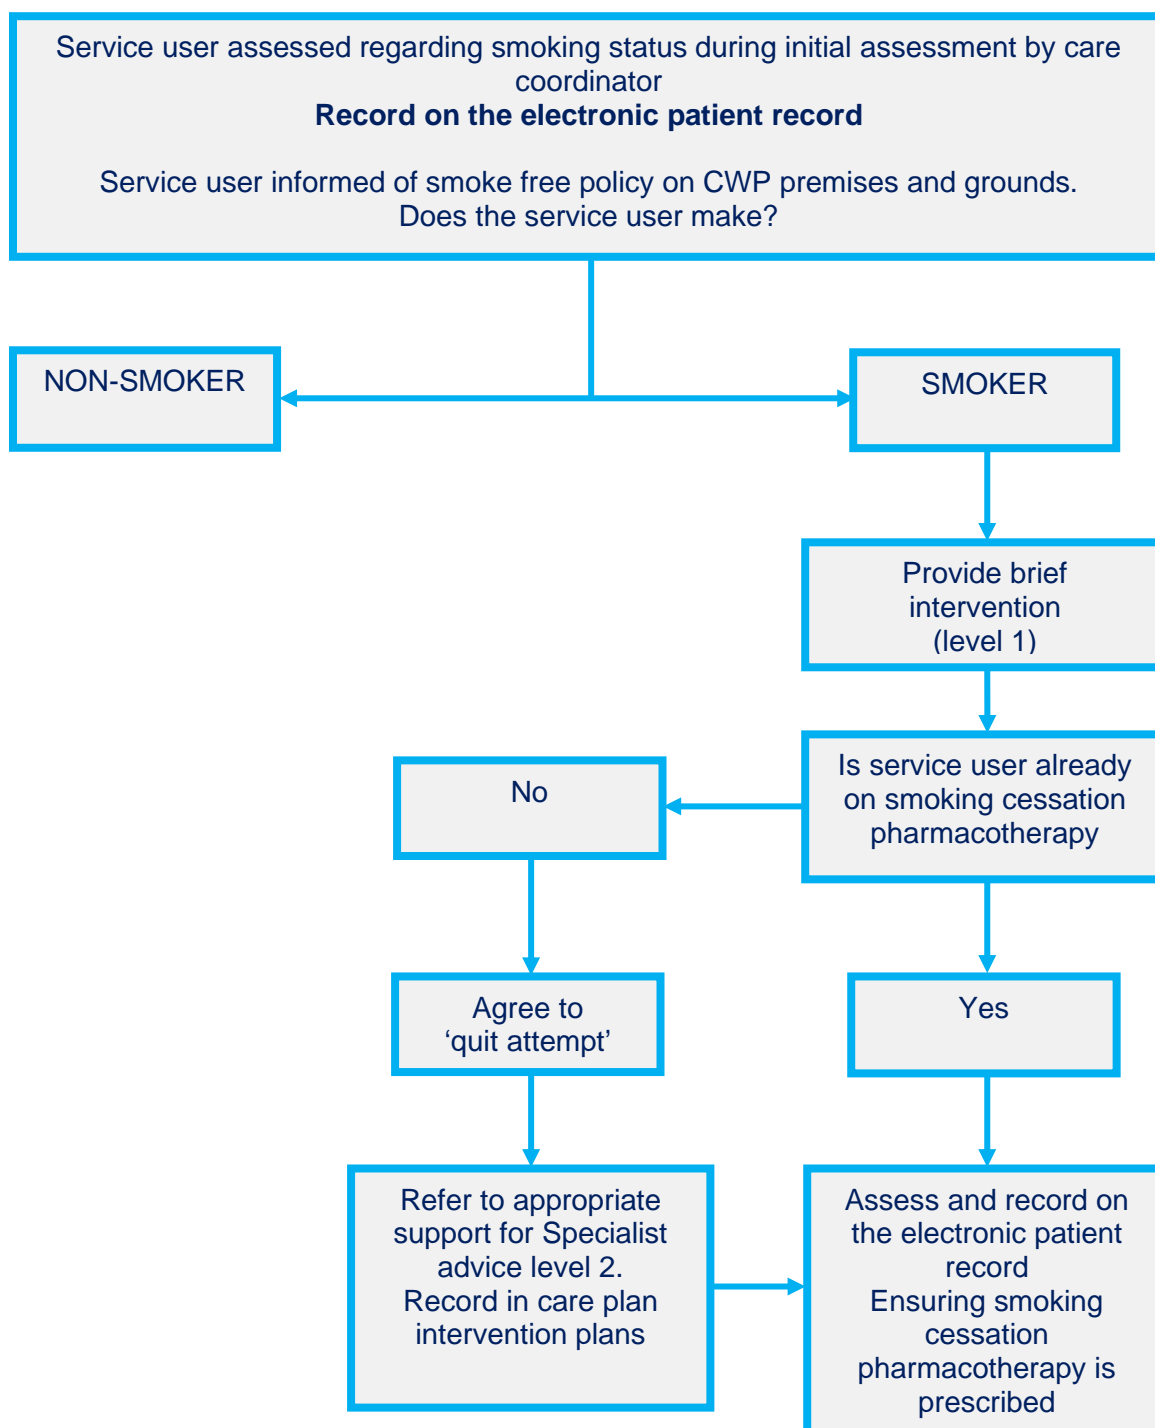 Service user assessed regarding smoking status during initial assessment by care
coordinator
Record on the electronic patient record
Service user informed of smoke free policy on CWP premises and grounds.
Does the service user make?
NON-SMOKER
SMOKER
Provide brief
intervention
(level 1)
Is service user already
on smoking cessation
pharmacotherapy
No
Agree to
‘quit attempt’
Yes
Refer to appropriate
support for Specialist
advice level 2.
Record in care plan
intervention plans
Assess and record on
the electronic patient
record
Ensuring smoking
cessation
pharmacotherapy is
prescribed